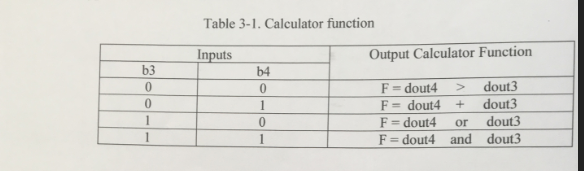 Table 3-1. Calculator function
Inputs Output Calculator Function
b3 b4
0 0 F = dout4 > dout3
0 1 F = dout4 + dout3
1 0 F = dout4 or dout3
1 1 F = dout4 and dout3